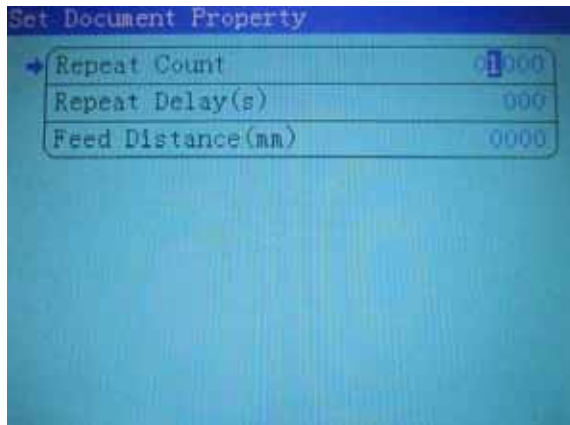 Set Document Property
Repeat Count 01000
Repeat Delay(s) 000
Feed Distance(mm) 0000